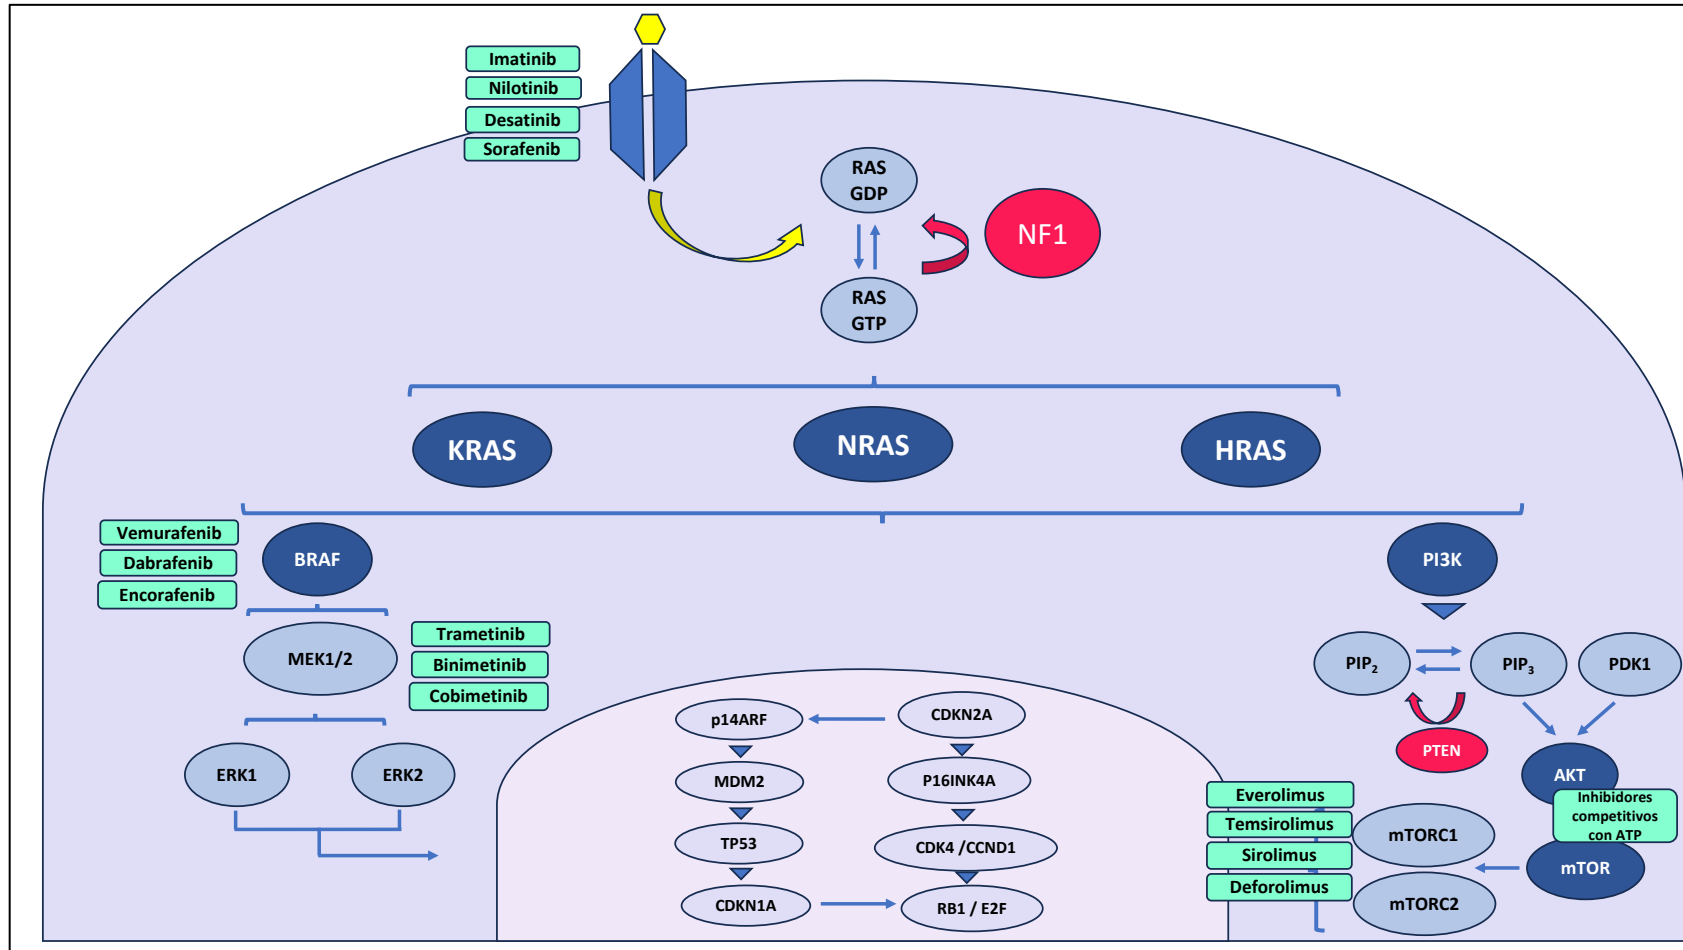 Imatinib
Nilotinib
Desatinib
Sorafenib
RAS
GDP
NF1
RAS
GTP
KRAS
NRAS
HRAS
Vemurafenib
Dabrafenib
Encorafenib
BRAF
PI3K
MEK1/2
Trametinib
Binimetinib
Cobimetinib
PIP₂
PIP₃
PDK1
p14ARF
CDKN2A
PTEN
ERK1
ERK2
MDM2
P16INK4A
AKT
Inhibidores
competitivos
con ATP
Everolimus
Temsirolimus
Sirolimus
Deforolimus
mTORC1
TP53
CDK4 /CCND1
mTOR
mTORC2
CDKN1A
RB1 / E2F